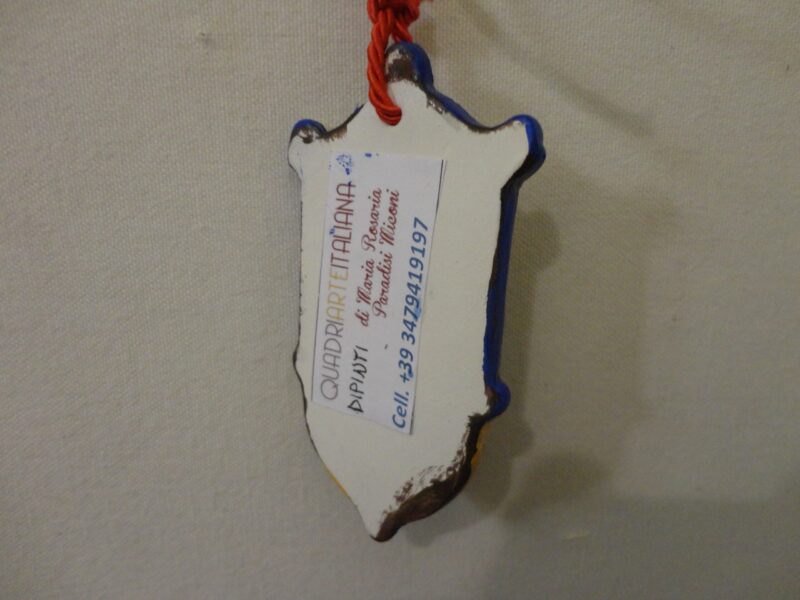 QUADRIARTEITALIANA
DIPINTI di Maria Rosaria
Paradisi Miconi
Cell. +39 3479419197